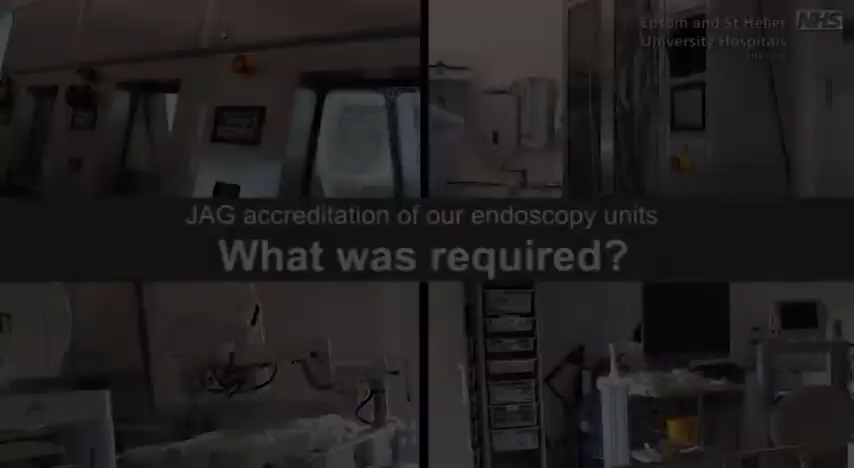 Epsom and St Helier
NHS
University Hospitals
JAG accreditation of our endoscopy units
What was required?